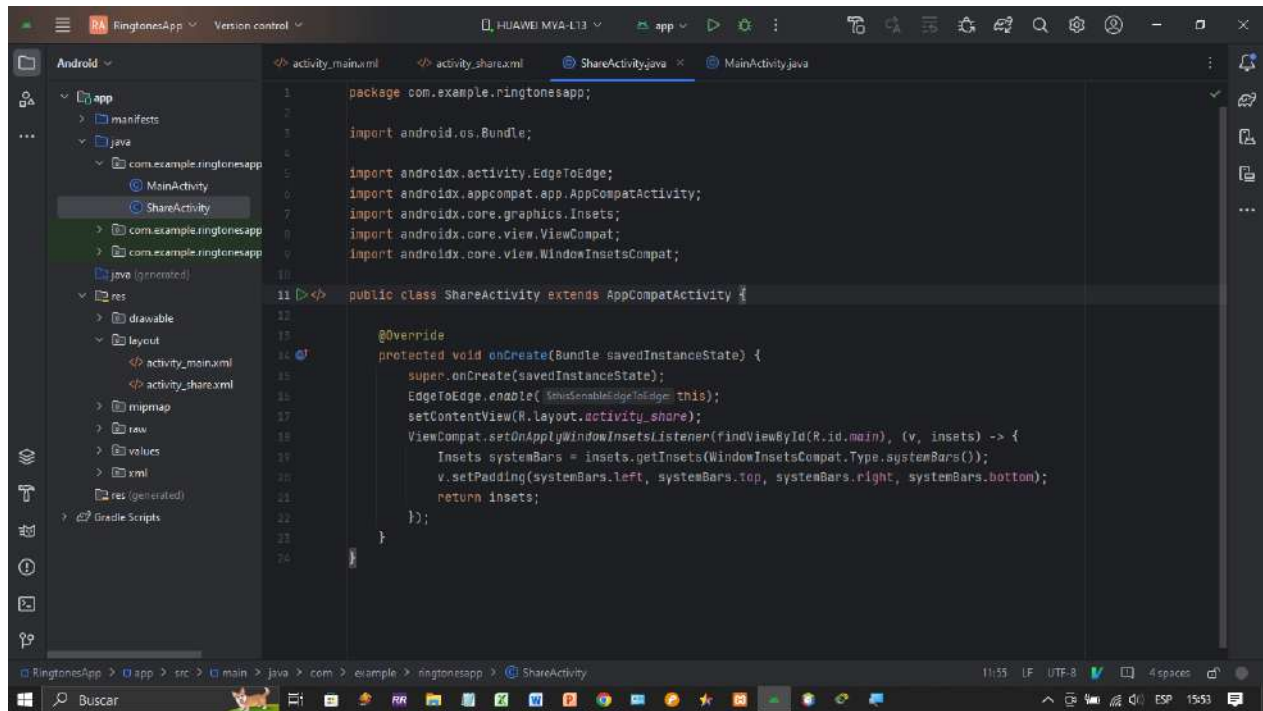 RA RingtonesApp Version control HUAWEI MYA-L13 app
Android
activity_main.xml activity_share.xml ShareActivity.java MainActivity.java
app
manifests
java
com.example.ringtonesapp
MainActivity
ShareActivity
com.example.ringtonesapp
com.example.ringtonesapp
java (generated)
res
drawable
layout
activity_main.xml
activity_share.xml
mipmap
raw
values
xml
res (generated)
Gradle Scripts
1 package com.example.ringtonesapp;
2
3 import android.os.Bundle;
4
5 import androidx.activity.EdgeToEdge;
6 import androidx.appcompat.app.AppCompatActivity;
7 import androidx.core.graphics.Insets;
8 import androidx.core.view.ViewCompat;
9 import androidx.core.view.WindowInsetsCompat;
10
11 public class ShareActivity extends AppCompatActivity {
12
13 @Override
14 protected void onCreate(Bundle savedInstanceState) {
15 super.onCreate(savedInstanceState);
16 EdgeToEdge.enable( $this$enableEdgeToEdge: this);
17 setContentView(R.layout.activity_share);
18 ViewCompat.setOnApplyWindowInsetsListener(findViewById(R.id.main), (v, insets) -> {
19 Insets systemBars = insets.getInsets(WindowInsetsCompat.Type.systemBars());
20 v.setPadding(systemBars.left, systemBars.top, systemBars.right, systemBars.bottom);
21 return insets;
22 });
23 }
24 }
RingtonesApp > app > src > main > java > com > example > ringtonesapp > ShareActivity 11:55 LF UTF-8 4 spaces
Buscar RR ESP 15:53